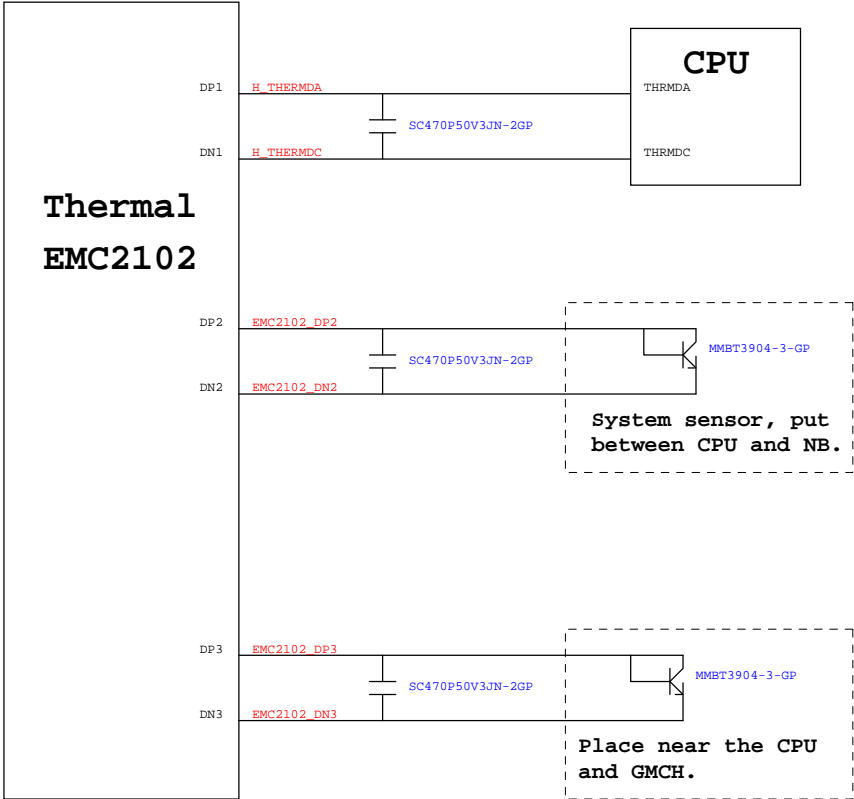 CPU
DP1 H_THERMDA THRMDA
SC470P50V3JN-2GP
DN1 H_THERMDC THRMDC
Thermal
EMC2102
DP2 EMC2102_DP2
MMBT3904-3-GP
SC470P50V3JN-2GP
DN2 EMC2102_DN2
System sensor, put
between CPU and NB.
DP3 EMC2102_DP3
MMBT3904-3-GP
SC470P50V3JN-2GP
DN3 EMC2102_DN3
Place near the CPU
and GMCH.